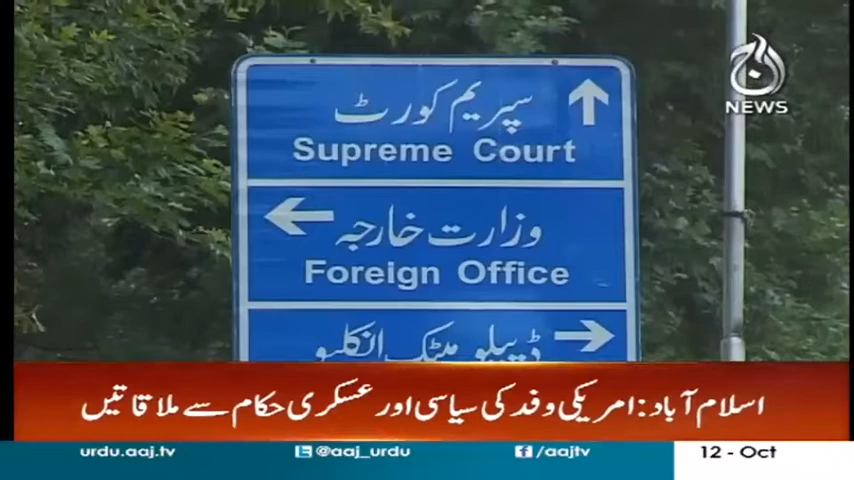 سپریم کورٹ
Supreme Court
آج
NEWS
وزارت خارجہ
Foreign Office
ڈپلومیٹک انکلیو
اسلام آباد: امریکی وفد کی سیاسی اور عسکری حکام سے ملاقاتیں
urdu.aaj.tv @aaj_urdu f/aajtv 12 - Oct